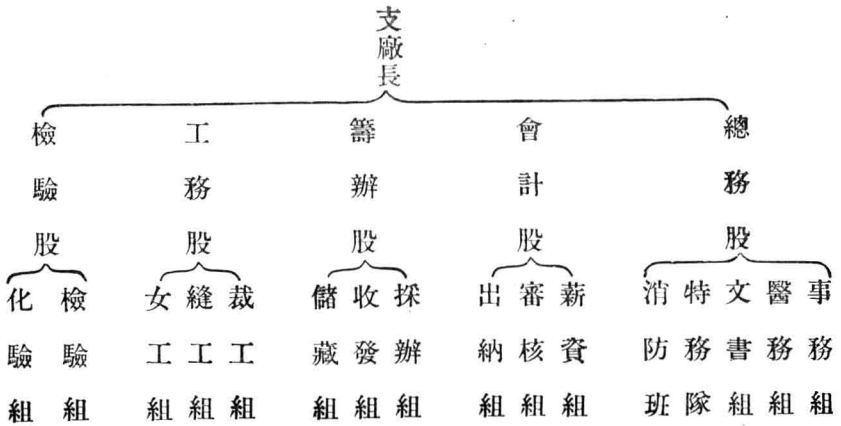 支廠長
總務股
事務組
醫務組
文書組
特務隊
消防班
會計股
薪資組
審核組
出納組
籌辦股
採辦組
收發組
儲藏組
工務股
裁工組
縫工組
女工組
檢驗股
檢驗組
化驗組